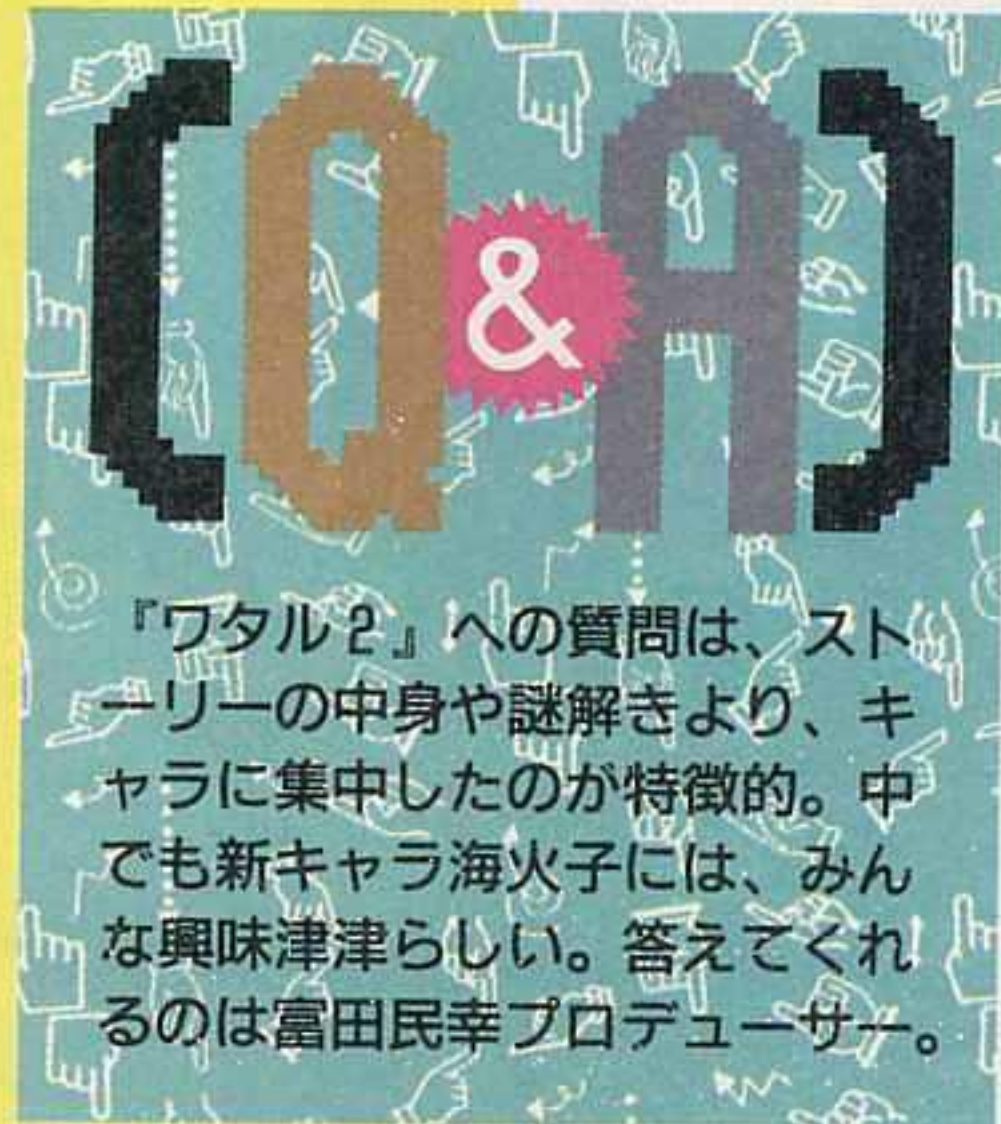 (Q&A)
『ワタル2』への質問は、スト
ーリーの中身や謎解きより、キ
ャラに集中したのが特徴的。中
でも新キャラ海火子には、みん
な興味津津らしい。答えてくれ
るのは富田民幸プロデューサー。